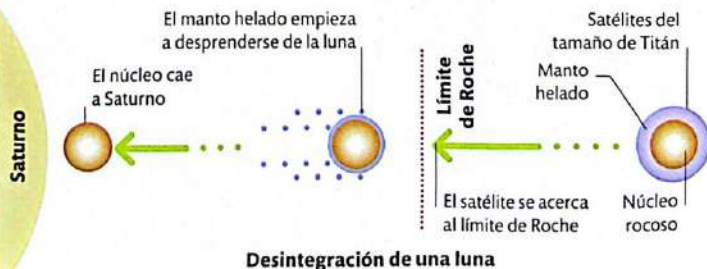 El manto helado empieza
a desprenderse de la luna
El núcleo cae
a Saturno
Saturno
Límite
de Roche
Satélites del
tamaño de Titán
Manto
helado
El satélite se acerca
al límite de Roche
Núcleo
rocoso
Desintegración de una luna